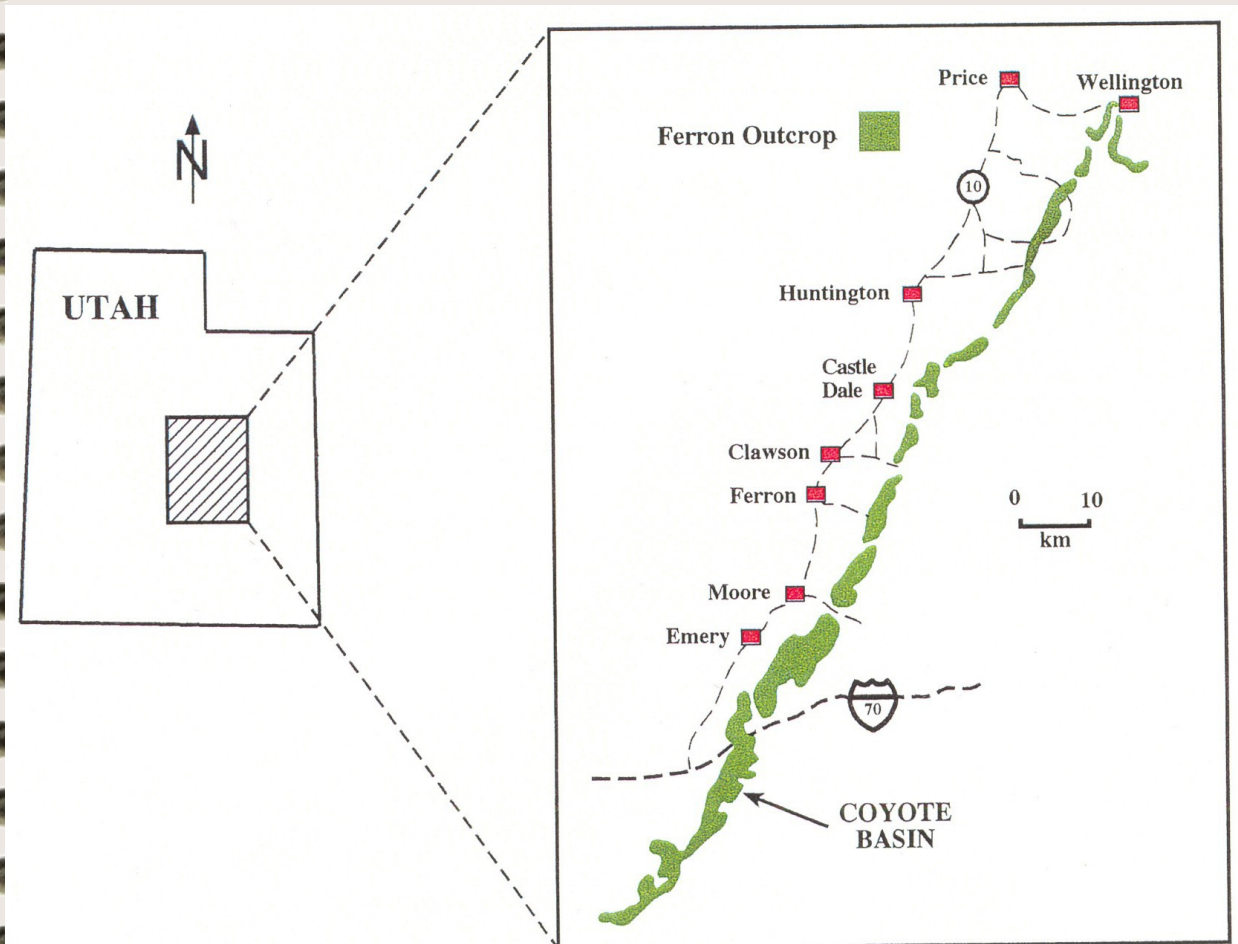 N
UTAH
Price
Wellington
Ferron Outcrop
10
Huntington
Castle
Dale
Clawson
Ferron
0 10
km
Moore
Emery
70
COYOTE
BASIN